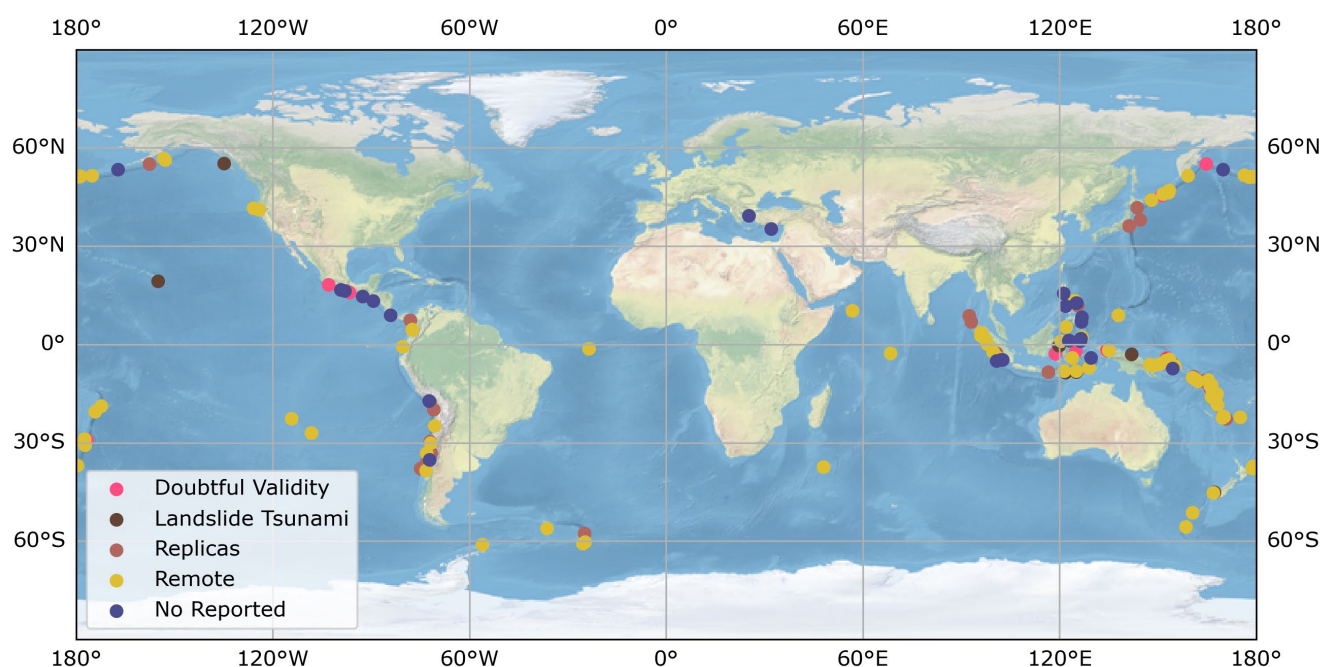 180° 120°W 60°W 0° 60°E 120°E 180°
60°N 60°N
30°N 30°N
0° 0°
30°S 30°S
60°S 60°S
Doubtful Validity
Landslide Tsunami
Replicas
Remote
No Reported
180° 120°W 60°W 0° 60°E 120°E 180°